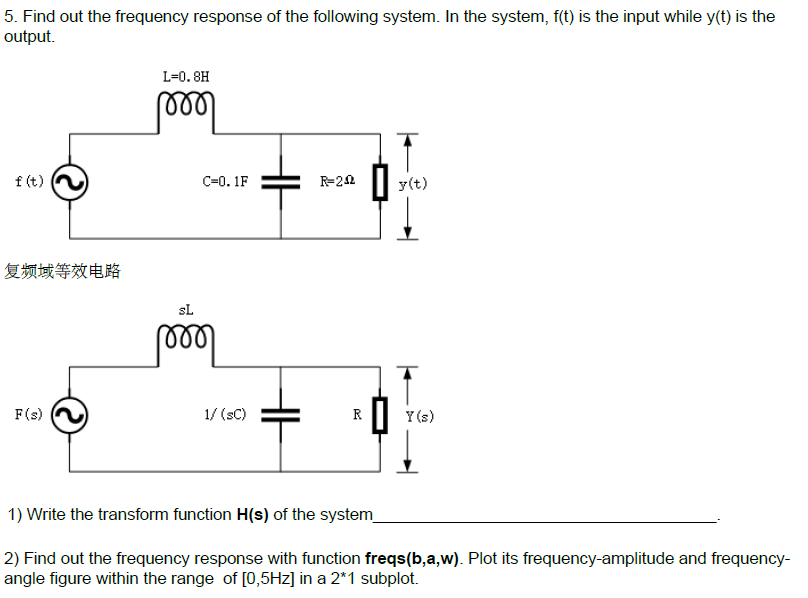 5. Find out the frequency response of the following system. In the system, f(t) is the input while y(t) is the
output.
L=0.8H
f(t)
C=0.1F
R=2Ω
y(t)
复频域等效电路
sL
F(s)
1/(sC)
R
Y(s)
1) Write the transform function H(s) of the system_______________________________________.
2) Find out the frequency response with function freqs(b,a,w). Plot its frequency-amplitude and frequency-
angle figure within the range of [0,5Hz] in a 2*1 subplot.